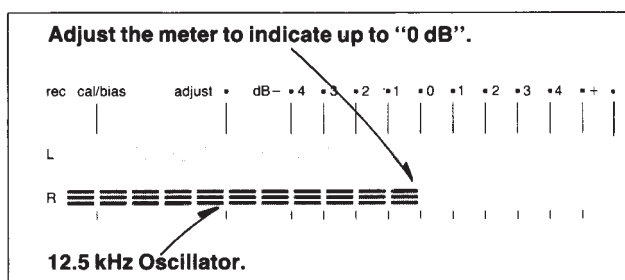 Adjust the meter to indicate up to “0 dB”.
rec cal/bias adjust • dB– • 4 • 3 • 2 • 1 • 0 • 1 • 2 • 3 • 4 • + •
L
R
12.5 kHz Oscillator.